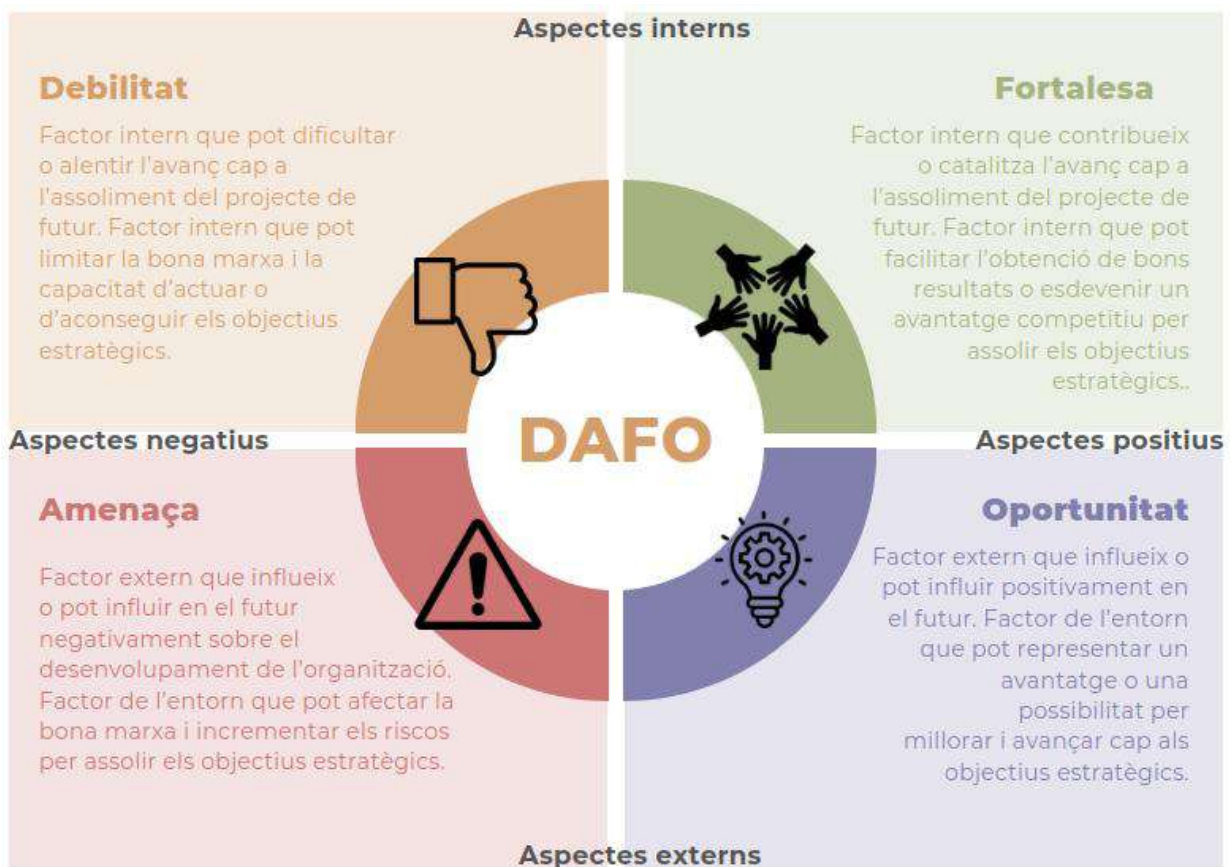 Aspectes interns
Debilitat
Factor intern que pot dificultar
o alentir l'avanç cap a
l'assoliment del projecte de
futur. Factor intern que pot
limitar la bona marxa i la
capacitat d'actuar o
d'aconseguir els objectius
estratègics.
Fortalesa
Factor intern que contribueix
o catalitza l'avanç cap a
l'assoliment del projecte de
futur. Factor intern que pot
facilitar l'obtenció de bons
resultats o esdevenir un
avantatge competitiu per
assolir els objectius
estratègics..
DAFO
Aspectes negatius
Aspectes positius
Amenaça
Factor extern que influeix
o pot influir en el futur
negativament sobre el
desenvolupament de l'organització.
Factor de l'entorn que pot afectar la
bona marxa i incrementar els riscos
per assolir els objectius estratègics.
Oportunitat
Factor extern que influeix o
pot influir positivament en
el futur. Factor de l'entorn
que pot representar un
avantatge o una
possibilitat per
millorar i avançar cap als
objectius estratègics.
Aspectes externs